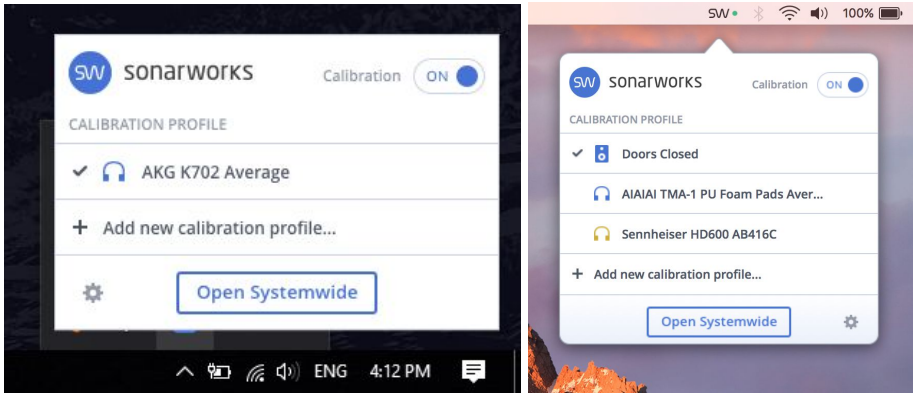 SW sonarworks Calibration ON
CALIBRATION PROFILE
AKG K702 Average
+ Add new calibration profile...
Open Systemwide
ENG 4:12 PM
SW 100%
SW sonarworks Calibration ON
CALIBRATION PROFILE
Doors Closed
AIAIAI TMA-1 PU Foam Pads Aver...
Sennheiser HD600 AB416C
+ Add new calibration profile...
Open Systemwide